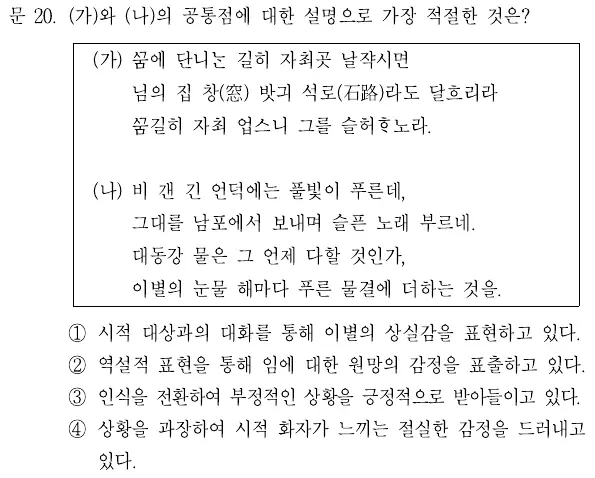 문 20. (가)와 (나)의 공통점에 대한 설명으로 가장 적절한 것은?
(가) ᄭᅮᆷ에 단니ᄂᆞᆫ 길히 자최곳 날쟉시면
님의 집 창(窓) 밧긔 석로(石路)라도 달흐리라
ᄭᅮᆷ길히 자최 업스니 그를 슬허ᄒᆞ노라.
(나) 비 갠 긴 언덕에는 풀빛이 푸른데,
그대를 남포에서 보내며 슬픈 노래 부르네.
대동강 물은 그 언제 다할 것인가,
이별의 눈물 해마다 푸른 물결에 더하는 것을.
① 시적 대상과의 대화를 통해 이별의 상실감을 표현하고 있다.
② 역설적 표현을 통해 임에 대한 원망의 감정을 표출하고 있다.
③ 인식을 전환하여 부정적인 상황을 긍정적으로 받아들이고 있다.
④ 상황을 과장하여 시적 화자가 느끼는 절실한 감정을 드러내고
있다.